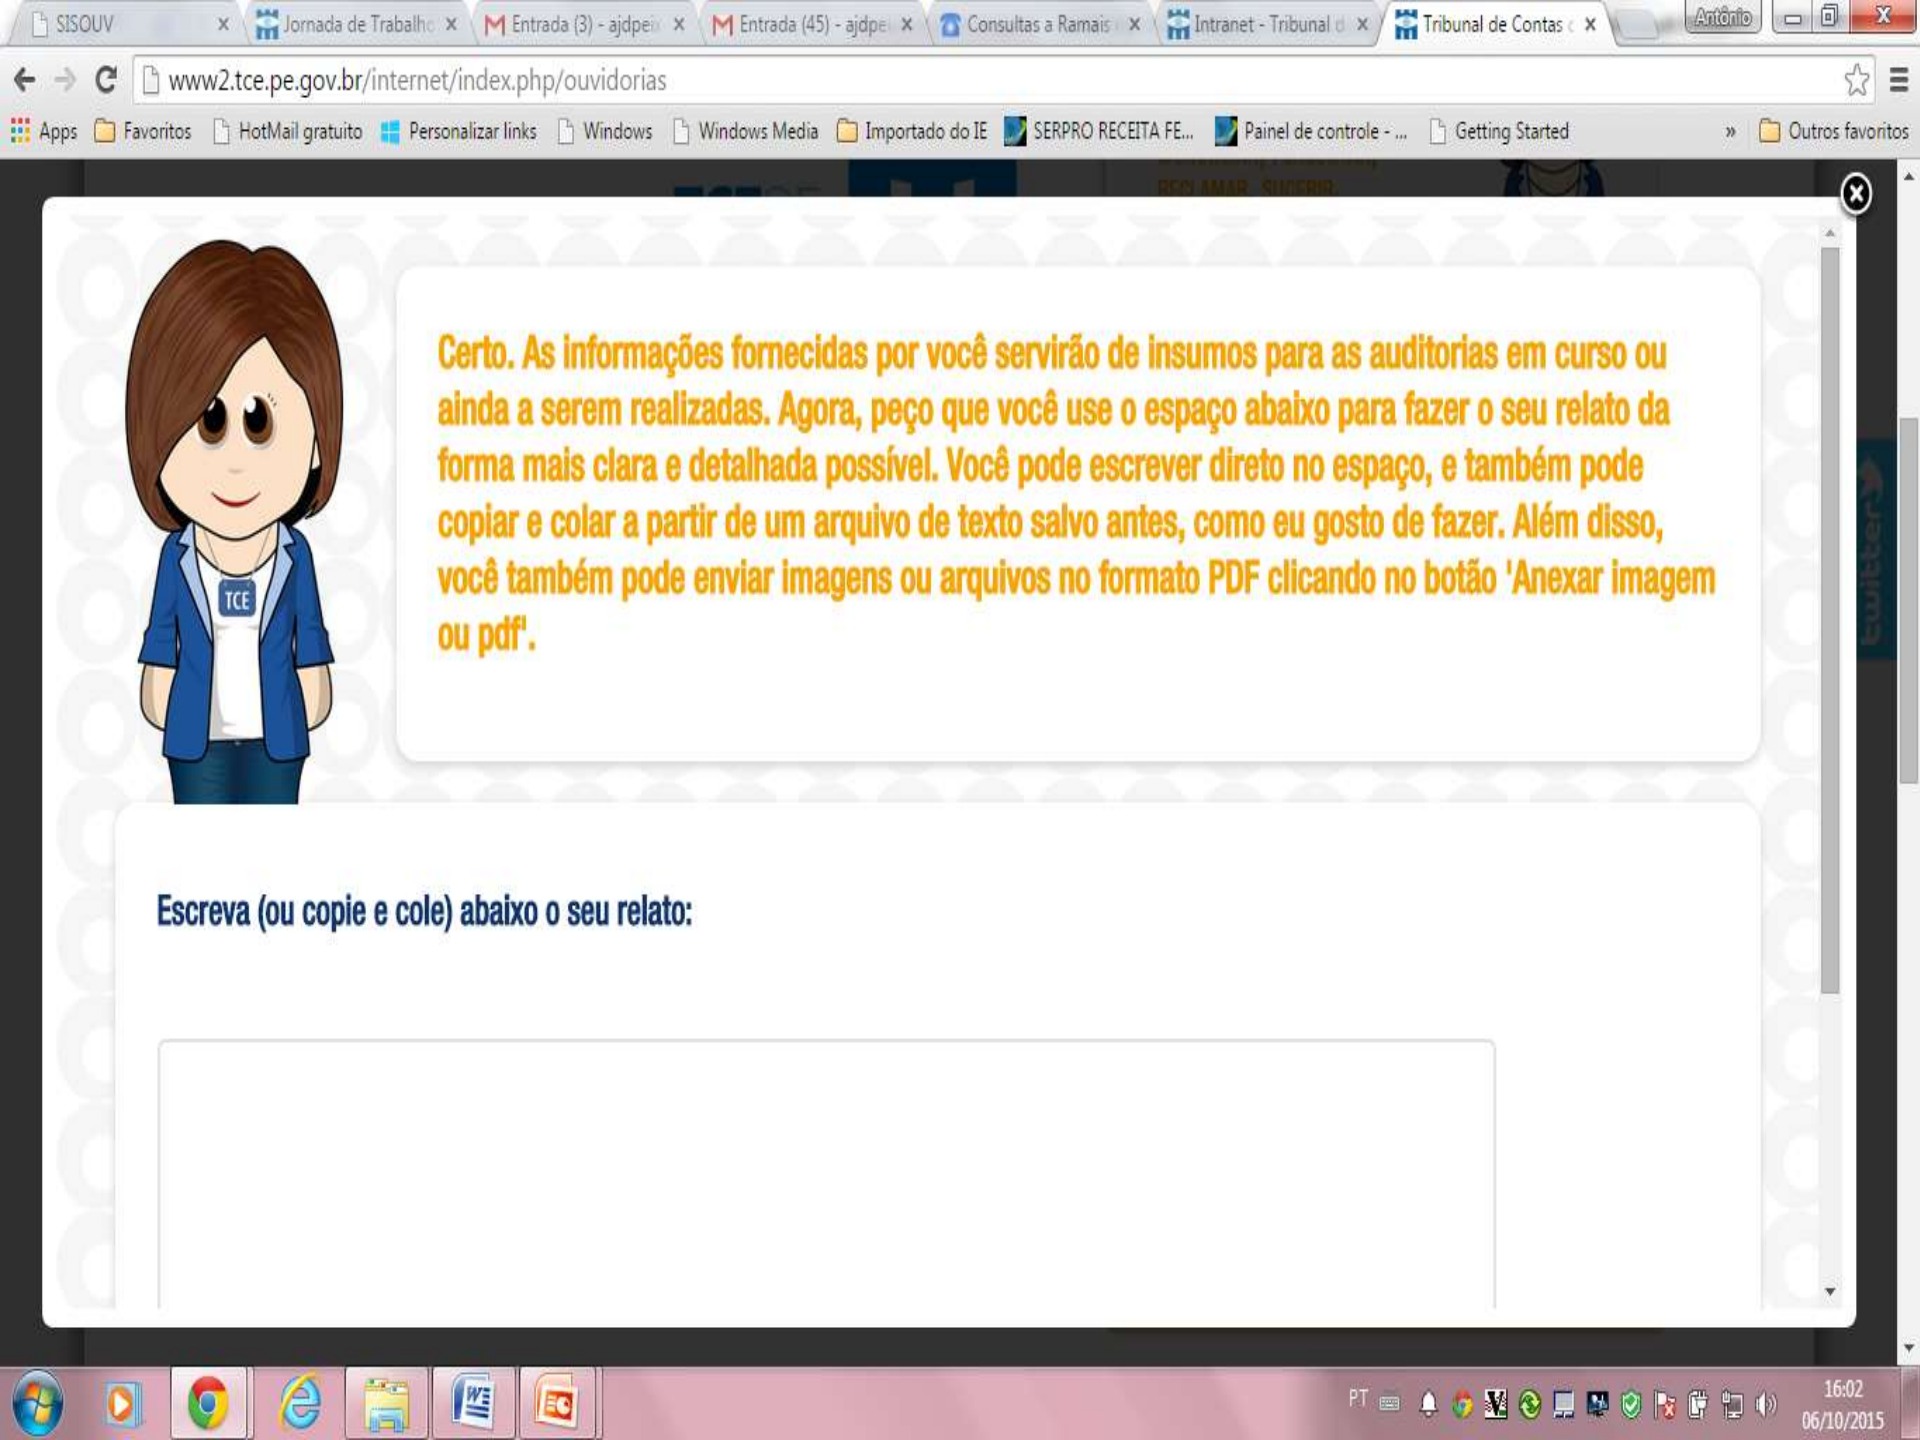 SISOUV
Jornada de Trabalho
Entrada (3) - ajdpei
Entrada (45) - ajdpe
Consultas a Ramais
Intranet - Tribunal d
Tribunal de Contas
Antônio
www2.tce.pe.gov.br/internet/index.php/ouvidorias
Apps
Favoritos
HotMail gratuito
Personalizar links
Windows
Windows Media
Importado do IE
SERPRO RECEITA FE...
Painel de controle - ...
Getting Started
»
Outros favoritos
RECLAMAR, SUGERIR,
Certo. As informações fornecidas por você servirão de insumos para as auditorias em curso ou
ainda a serem realizadas. Agora, peço que você use o espaço abaixo para fazer o seu relato da
forma mais clara e detalhada possível. Você pode escrever direto no espaço, e também pode
copiar e colar a partir de um arquivo de texto salvo antes, como eu gosto de fazer. Além disso,
você também pode enviar imagens ou arquivos no formato PDF clicando no botão 'Anexar imagem
ou pdf'.
TCE
twitter
Escreva (ou copie e cole) abaixo o seu relato:
PT
16:02
06/10/2015